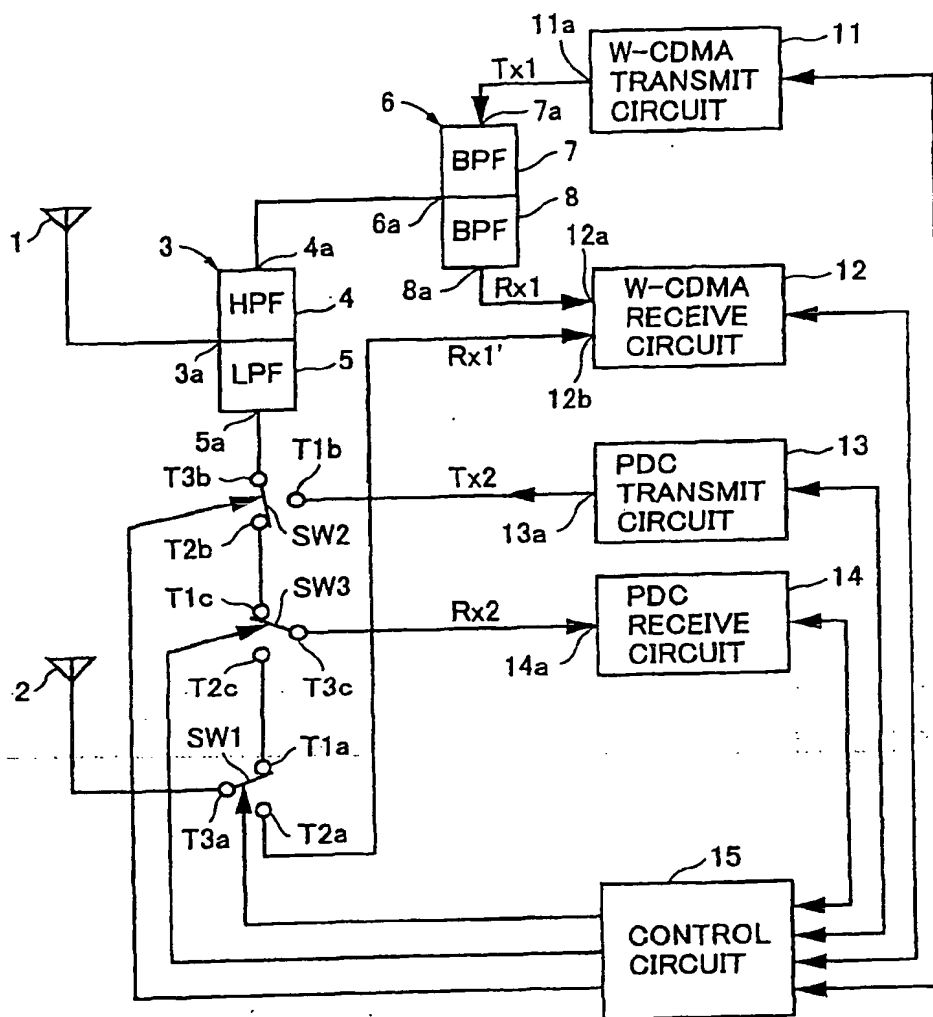 11a
11
W-CDMA
TRANSMIT
CIRCUIT
Tx1
6
7a
BPF
7
8
BPF
6a
8a
Rx1
12a
12
W-CDMA
RECEIVE
CIRCUIT
12b
Rx1'
1
3
4a
HPF
4
3a
LPF
5
5a
T3b
T1b
Tx2
13
PDC
TRANSMIT
CIRCUIT
13a
SW2
T2b
T1c
SW3
Rx2
14
PDC
RECEIVE
CIRCUIT
14a
2
T2c
T3c
SW1
T1a
T3a
T2a
15
CONTROL
CIRCUIT